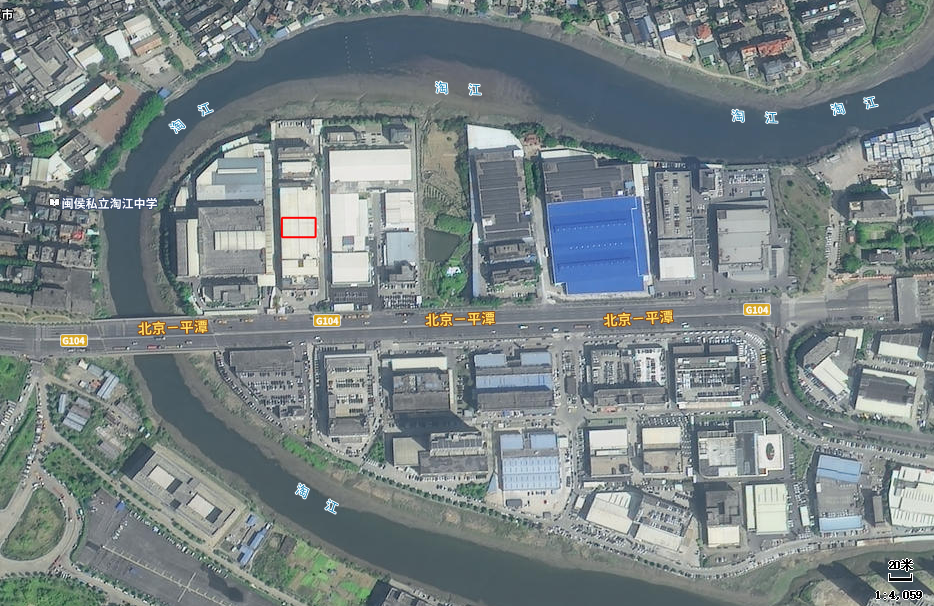 市
淘江
淘江
淘江
淘江
闽侯私立淘江中学
G104
G104
北京－平潭
北京－平潭
北京－平潭
G104
淘江
20米
1:4,059